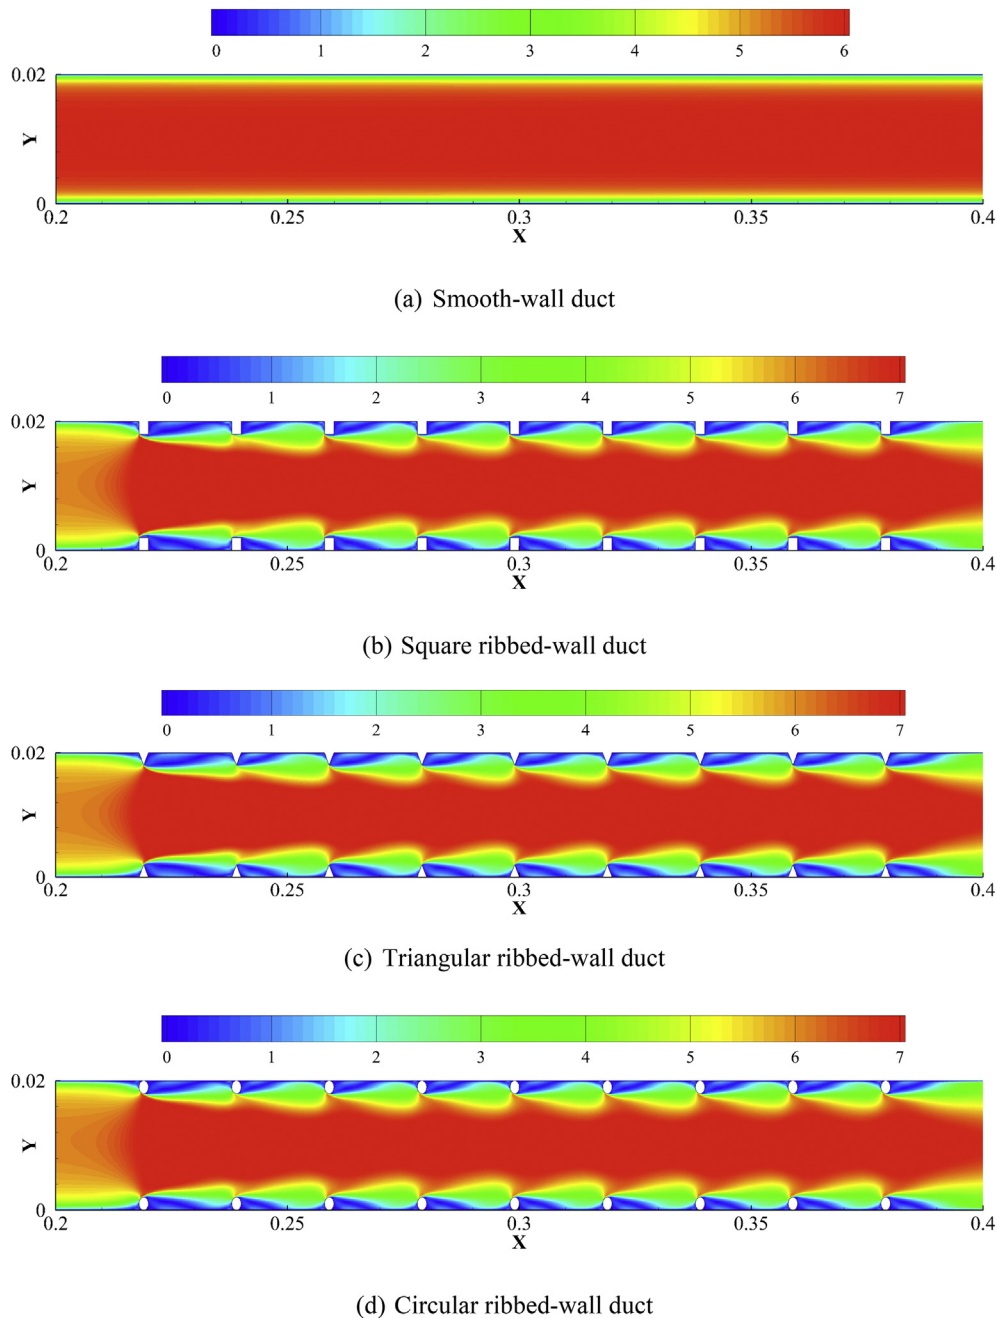 0 1 2 3 4 5 6
0.02
Y
0
0.2 0.25 0.3 0.35 0.4
X
(a) Smooth-wall duct
0 1 2 3 4 5 6 7
0.02
Y
0
0.2 0.25 0.3 0.35 0.4
X
(b) Square ribbed-wall duct
0 1 2 3 4 5 6 7
0.02
Y
0
0.2 0.25 0.3 0.35 0.4
X
(c) Triangular ribbed-wall duct
0 1 2 3 4 5 6 7
0.02
Y
0
0.2 0.25 0.3 0.35 0.4
X
(d) Circular ribbed-wall duct